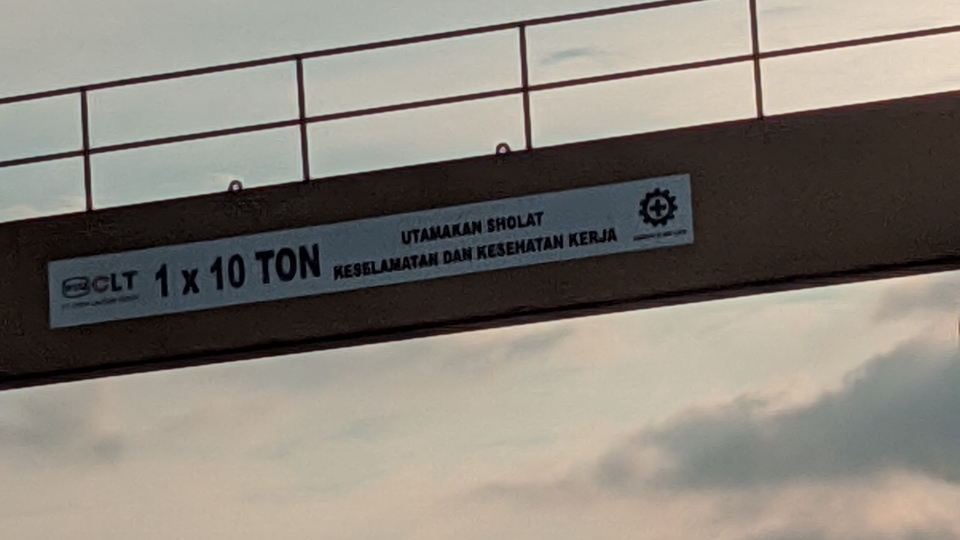 CLT
1 x 10 TON
UTAMAKAN SHOLAT
KESELAMATAN DAN KESEHATAN KERJA